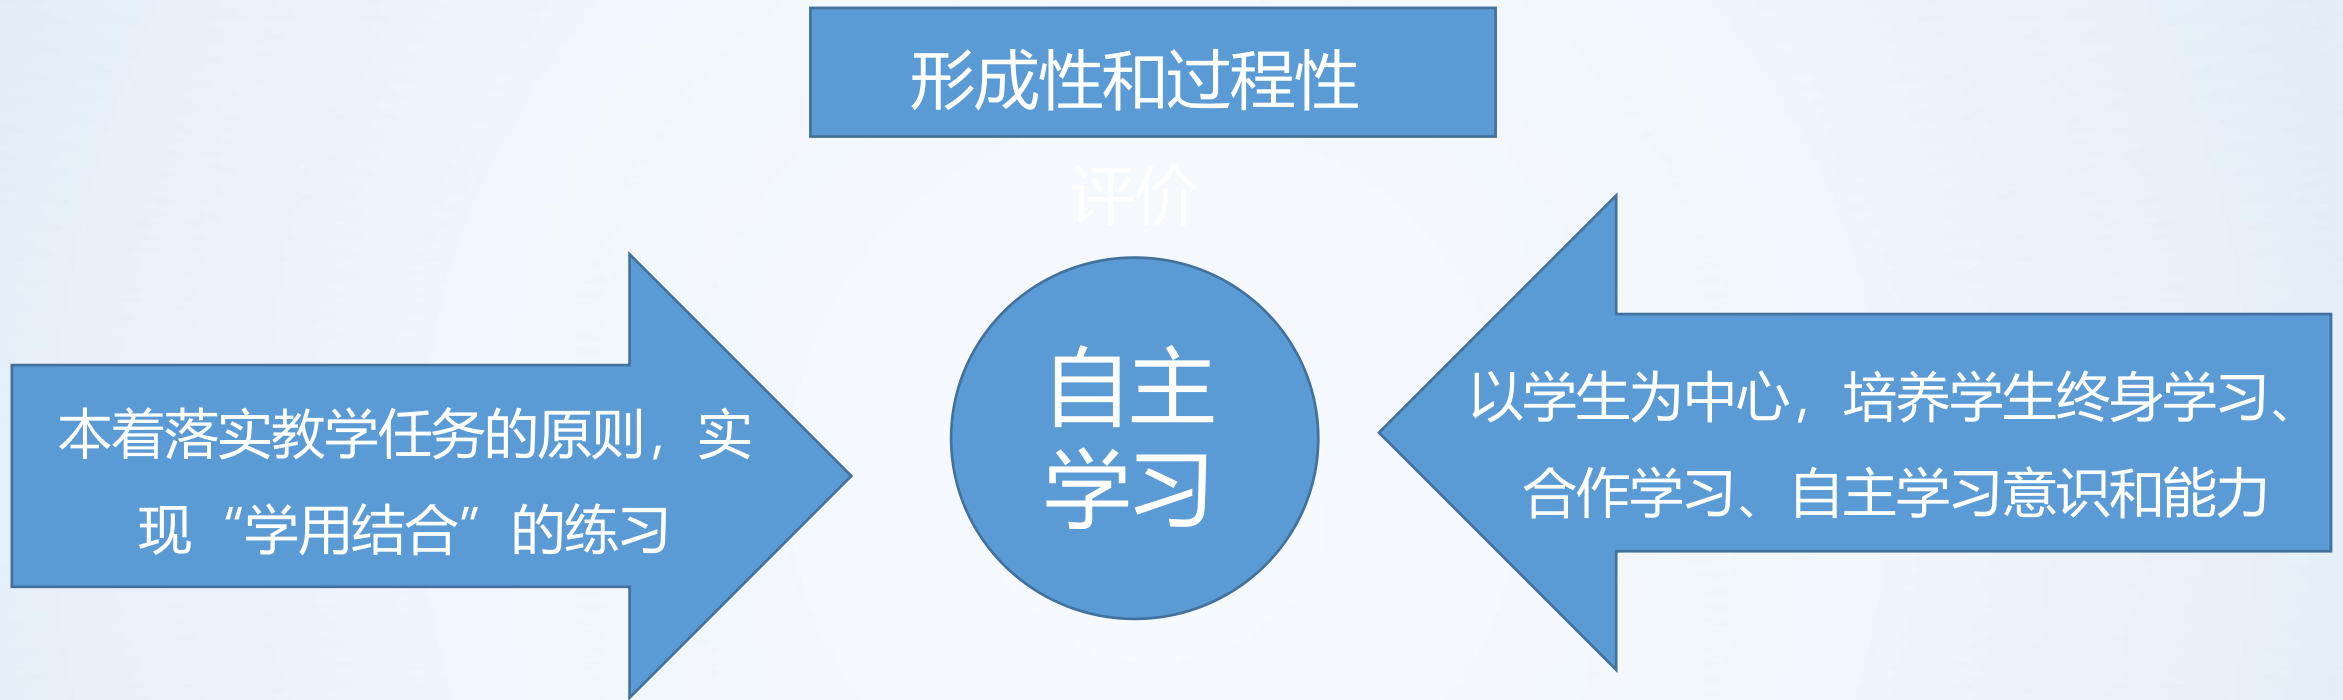 形成性和过程性
评价
本着落实教学任务的原则，实
现“学用结合”的练习
自主
学习
以学生为中心，培养学生终身学习、
合作学习、自主学习意识和能力